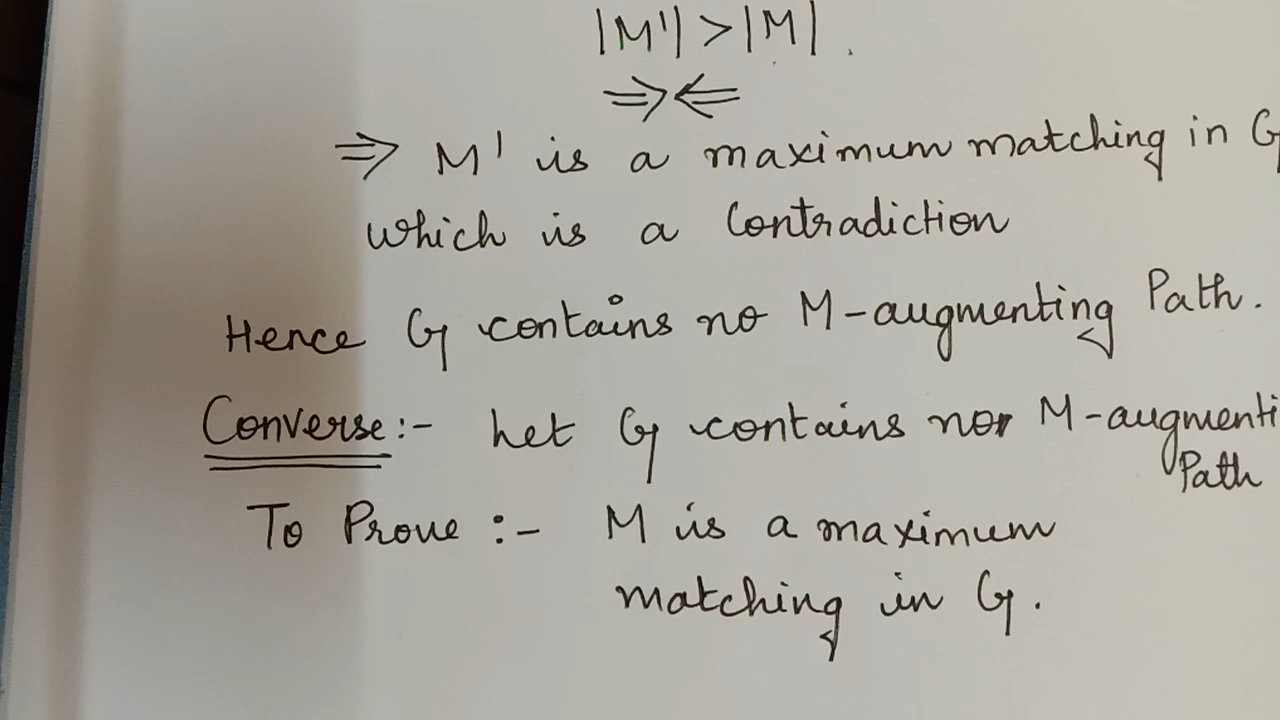 |M'| > |M|.
⇒⇐
⇒ M' is a maximum matching in G
which is a Contradiction
Hence G contains no M-augmenting Path.
Converse:- Let G contains no M-augmenti
Path
To Prove :- M is a maximum
matching in G.